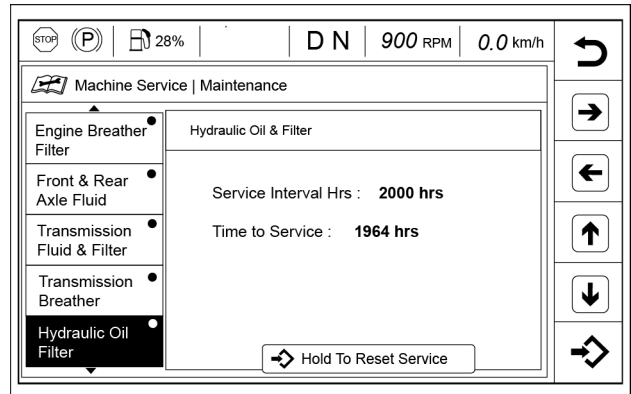 STOP P 28% D N 900 RPM 0.0 km/h
Machine Service | Maintenance
Engine Breather
Filter
Front & Rear
Axle Fluid
Transmission
Fluid & Filter
Transmission
Breather
Hydraulic Oil
Filter
Hydraulic Oil & Filter
Service Interval Hrs : 2000 hrs
Time to Service : 1964 hrs
Hold To Reset Service